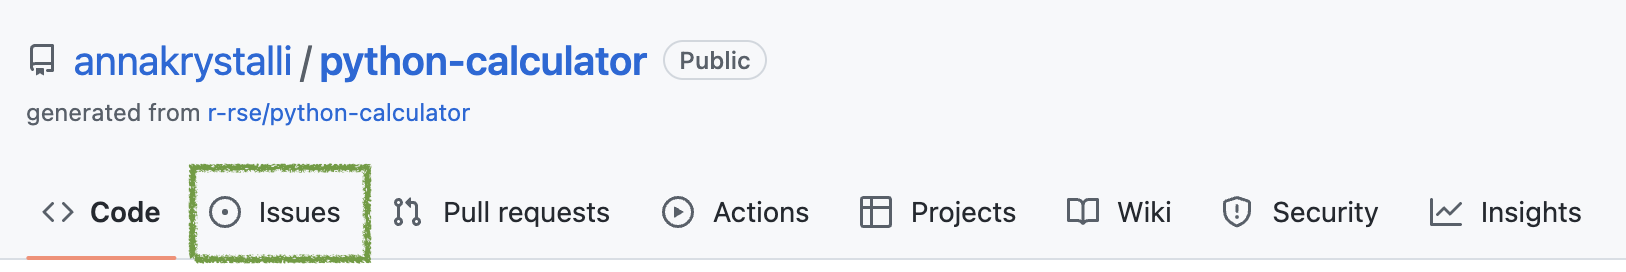 annakrystalli/python-calculator Public
generated from r-rse/python-calculator
Code Issues Pull requests Actions Projects Wiki Security Insights